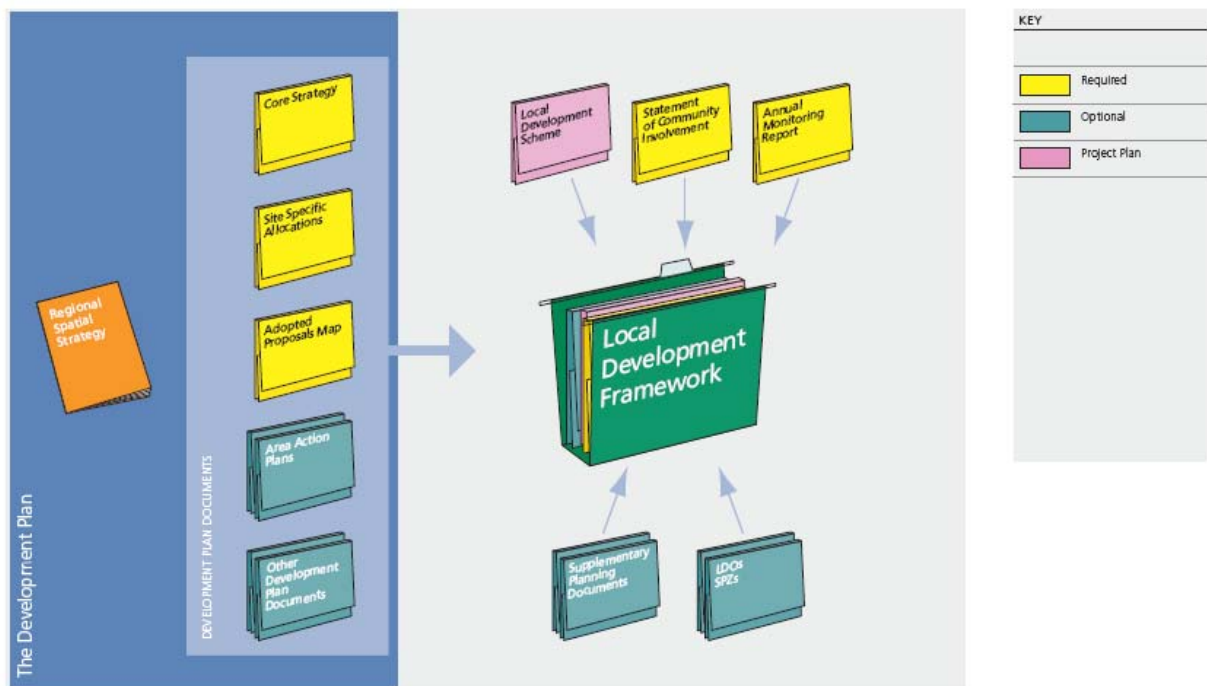 The Development Plan
Regional
Spatial
Strategy
DEVELOPMENT PLAN DOCUMENTS
Core Strategy
Site Specific
Allocations
Adopted
Proposals Map
Area Action
Plans
Other
Development
Plan
Documents
Local
Development
Scheme
Statement
of Community
Involvement
Annual
Monitoring
Report
Local
Development
Framework
Supplementary
Planning
Documents
LDOs
SPZs
KEY
Required
Optional
Project Plan